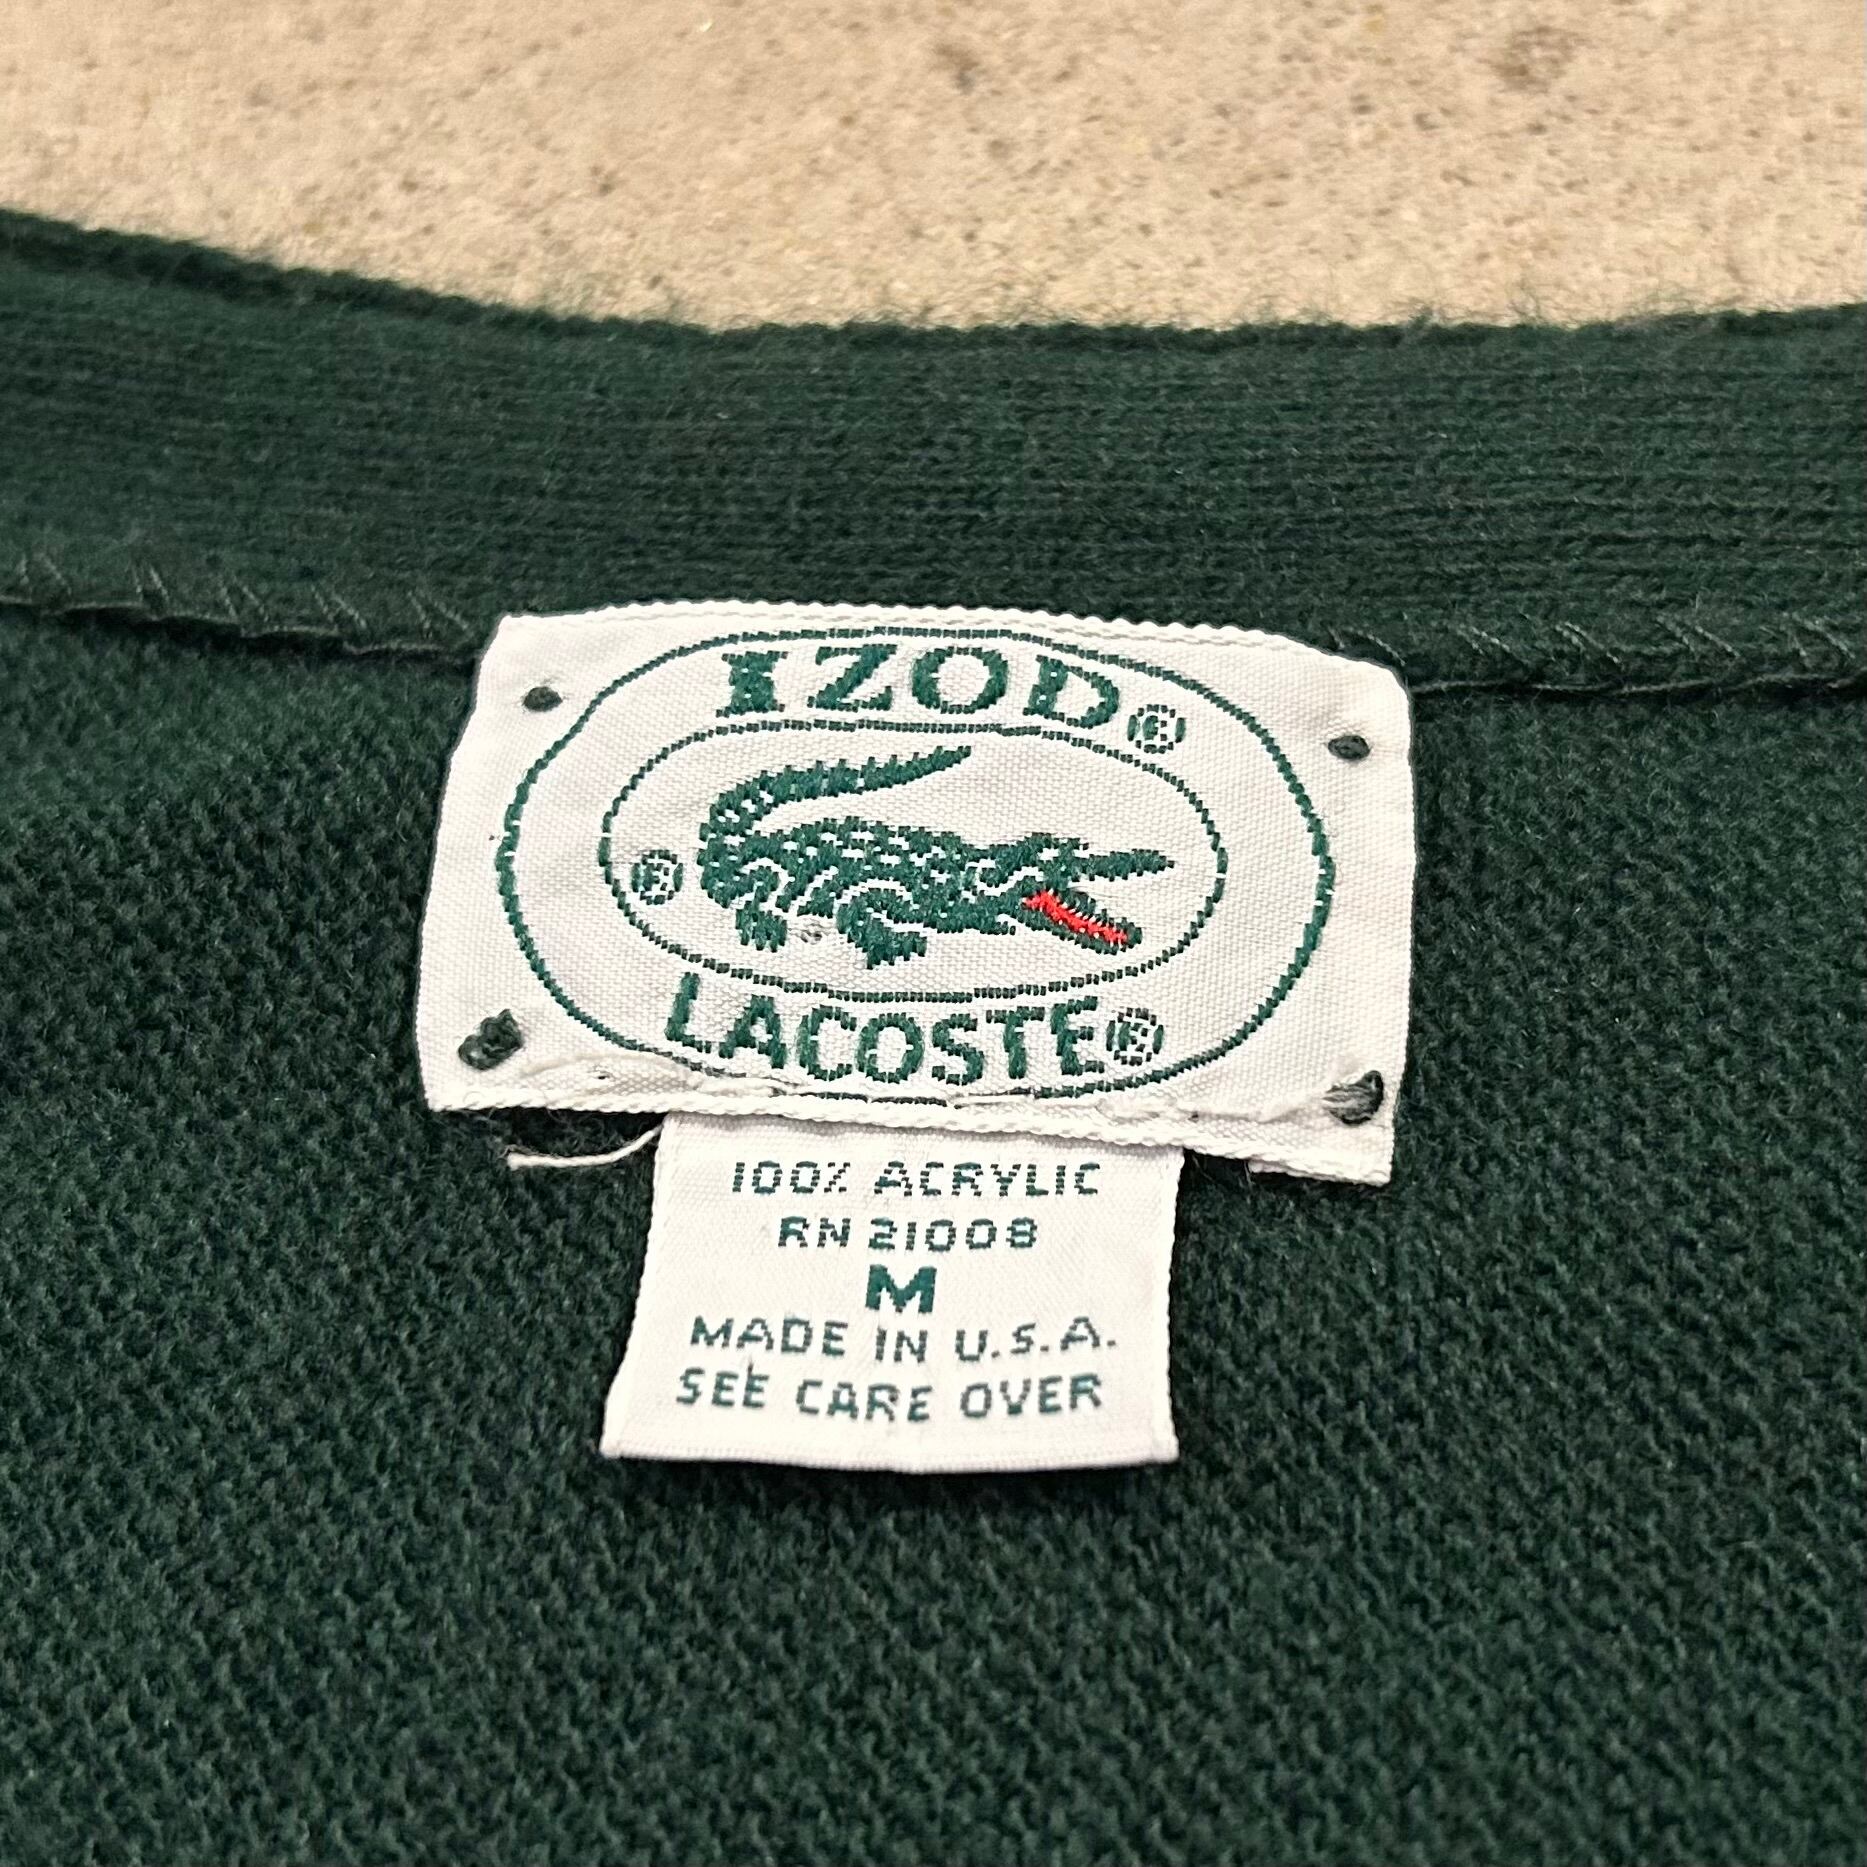 IZOD®
®
LACOSTE®
100% ACRYLIC
RN 21008
M
MADE IN U.S.A.
SEE CARE OVER